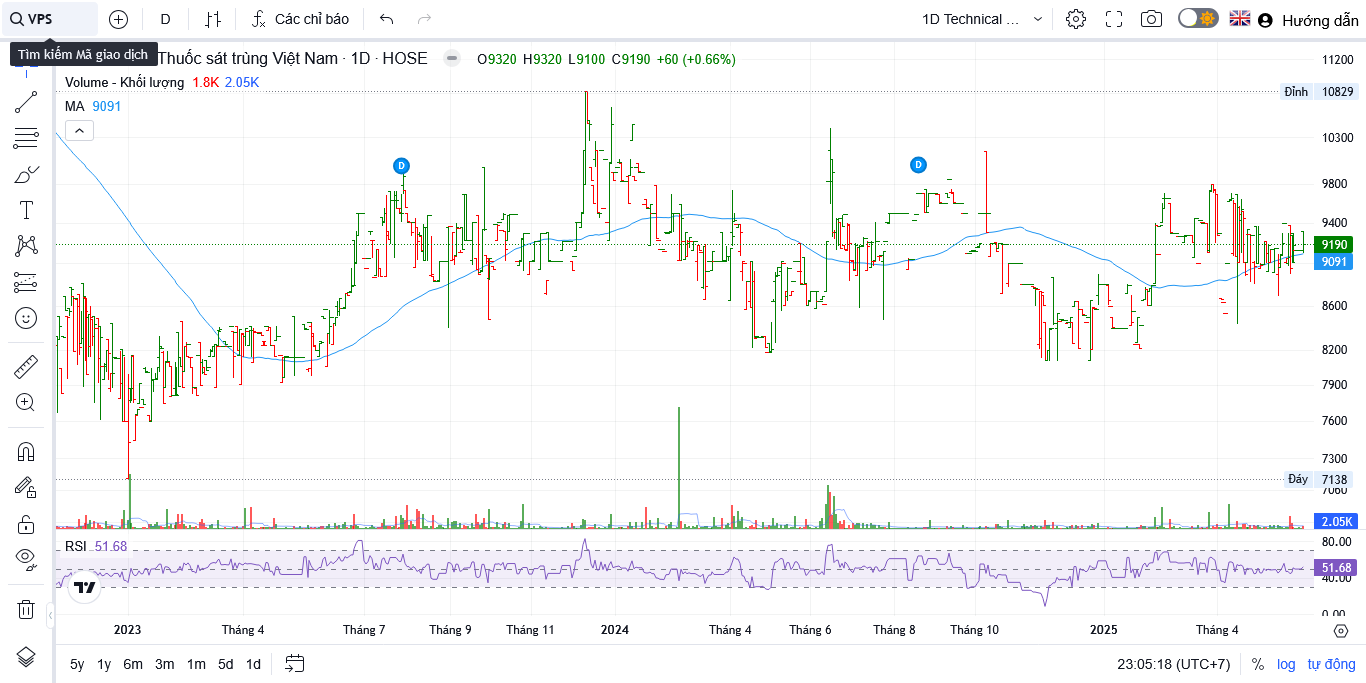 VPS D Các chỉ báo 1D Technical ... Hướng dẫn
Tìm kiếm Mã giao dịch
Thuốc sát trùng Việt Nam · 1D · HOSE O9320 H9320 L9100 C9190 +60 (+0.66%)
Volume - Khối lượng 1.8K 2.05K
MA 9091
11200
Đỉnh 10829
10300
9800
9400
9190
9091
8600
8200
7900
7600
7300
Đáy 7138
7060
2.05K
D
D
RSI 51.68
80.00
51.68
40.00
0.00
2023 Tháng 4 Tháng 7 Tháng 9 Tháng 11 2024 Tháng 4 Tháng 6 Tháng 8 Tháng 10 2025 Tháng 4
5y 1y 6m 3m 1m 5d 1d 23:05:18 (UTC+7) % log tự động